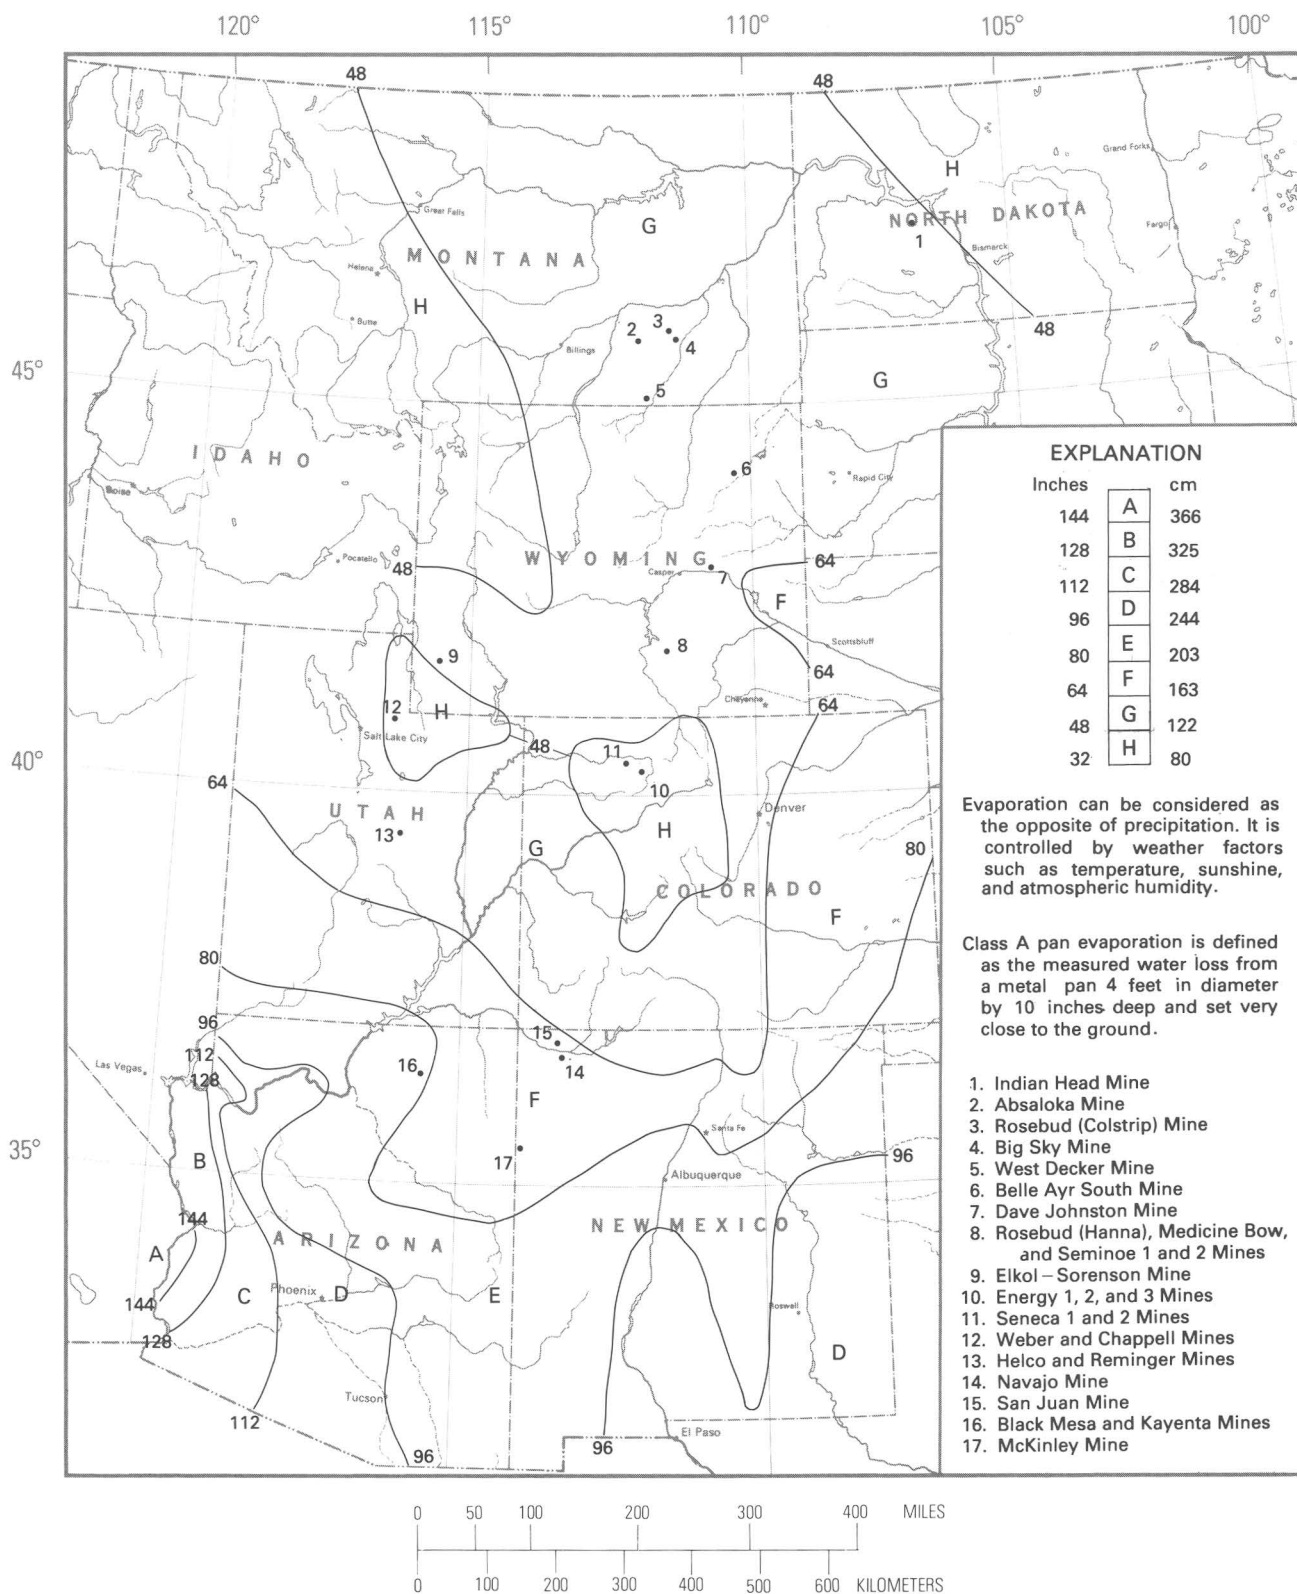 120° 115° 110° 105° 100°
48
48
Grand Forks
H
Great Falls
G
NORTH DAKOTA
Fargo
1
MONTANA
Bismarck
Helena
H
Butte
3
2
4
48
Billings
45°
5
G
IDAHO
6
Rapid City
Boise
WYOMING
Pocatello
48
Casper
7
64
F
Scottsbluff
9
8
64
12
H
Cheyenne
64
Salt Lake City
48
11
40°
64
10
UTAH
Denver
13
H
G
80
COLORADO
F
80
96
15
112
Las Vegas
128
16
14
F
35°
Santa Fe
B
17
96
Albuquerque
144
NEW MEXICO
A
ARIZONA
C
Phoenix
D
E
144
Roswell
128
D
Tucson
112
El Paso
96
96
EXPLANATION
Inches cm
144 A 366
128 B 325
112 C 284
96 D 244
80 E 203
64 F 163
48 G 122
32 H 80
Evaporation can be considered as
the opposite of precipitation. It is
controlled by weather factors
such as temperature, sunshine,
and atmospheric humidity.
Class A pan evaporation is defined
as the measured water loss from
a metal pan 4 feet in diameter
by 10 inches deep and set very
close to the ground.
1. Indian Head Mine
2. Absaloka Mine
3. Rosebud (Colstrip) Mine
4. Big Sky Mine
5. West Decker Mine
6. Belle Ayr South Mine
7. Dave Johnston Mine
8. Rosebud (Hanna), Medicine Bow,
and Seminoe 1 and 2 Mines
9. Elkol – Sorenson Mine
10. Energy 1, 2, and 3 Mines
11. Seneca 1 and 2 Mines
12. Weber and Chappell Mines
13. Helco and Reminger Mines
14. Navajo Mine
15. San Juan Mine
16. Black Mesa and Kayenta Mines
17. McKinley Mine
0 50 100 200 300 400 MILES
0 100 200 300 400 500 600 KILOMETERS